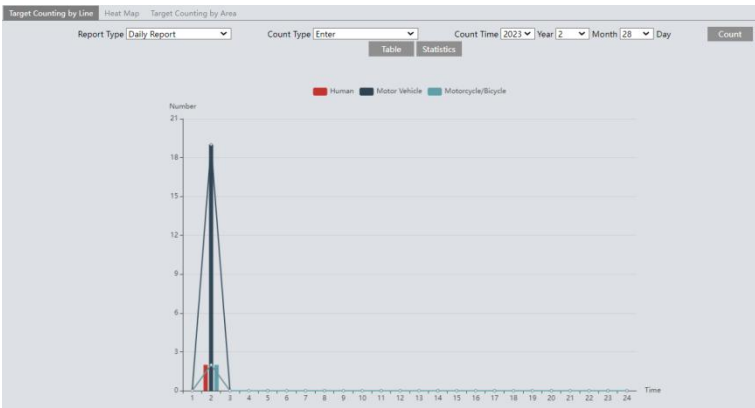 Target Counting by Line Heat Map Target Counting by Area
Report Type Daily Report Count Type Enter Count Time 2023 Year 2 Month 28 Day Count
Table Statistics
Human Motor Vehicle Motorcycle/Bicycle
Number
21
18
15
12
9
6
3
0
1 2 3 4 5 6 7 8 9 10 11 12 13 14 15 16 17 18 19 20 21 22 23 24 Time